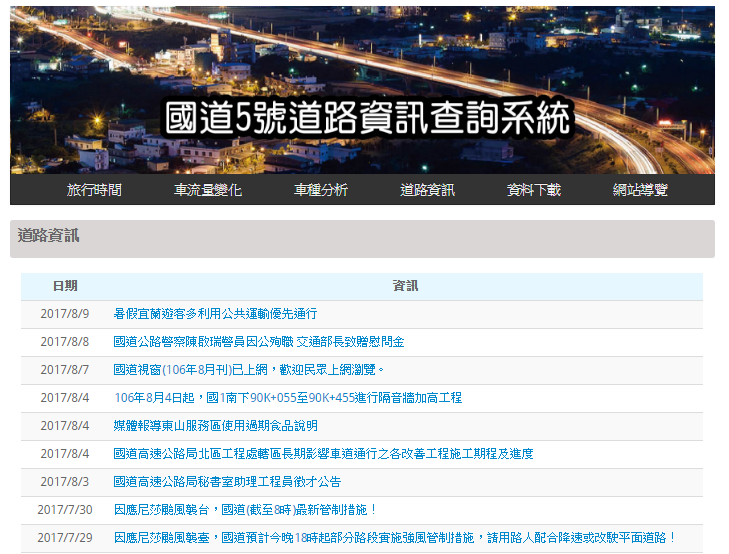 國道5號道路資訊查詢系統
旅行時間 車流量變化 車種分析 道路資訊 資料下載 網站導覽
道路資訊
日期 資訊
2017/8/9 暑假宜蘭遊客多利用公共運輸優先通行
2017/8/8 國道公路警察陳啟瑞警員因公殉職 交通部長致贈慰問金
2017/8/7 國道視窗(106年8月刊)已上網，歡迎民眾上網瀏覽。
2017/8/4 106年8月4日起，國1南下90K+055至90K+455進行隔音牆加高工程
2017/8/4 媒體報導東山服務區使用過期食品說明
2017/8/4 國道高速公路局北區工程處轄區長期影響車道通行之各改善工程施工期程及進度
2017/8/3 國道高速公路局秘書室助理工程員徵才公告
2017/7/30 因應尼莎颱風襲台，國道(截至8時)最新管制措施！
2017/7/29 因應尼莎颱風襲臺，國道預計今晚18時起部分路段實施強風管制措施，請用路人配合降速或改駛平面道路！